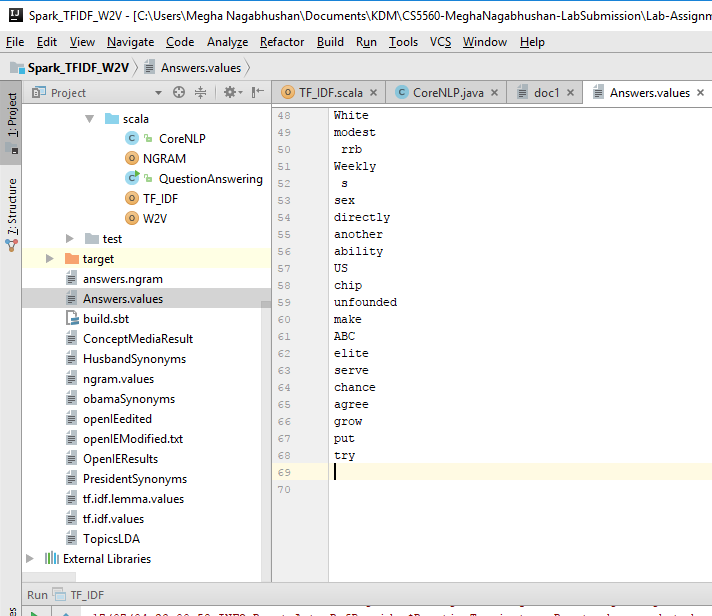 Spark_TFIDF_W2V - [C:\Users\Megha Nagabhushan\Documents\KDM\CS5560-MeghaNagabhushan-LabSubmission\Lab-Assignm
File Edit View Navigate Code Analyze Refactor Build Run Tools VCS Window Help
Spark_TFIDF_W2V Answers.values
Project TF_IDF.scala CoreNLP.java doc1 Answers.values
1: Project
7: Structure
scala
CoreNLP
NGRAM
QuestionAnswering
TF_IDF
W2V
test
target
answers.ngram
Answers.values
build.sbt
ConceptMediaResult
HusbandSynonyms
ngram.values
obamaSynonyms
openIEedited
openIEModified.txt
OpenIEResults
PresidentSynonyms
tf.idf.lemma.values
tf.idf.values
TopicsLDA
External Libraries
48 White
49 modest
50 rrb
51 Weekly
52 s
53 sex
54 directly
55 another
56 ability
57 US
58 chip
59 unfounded
60 make
61 ABC
62 elite
63 serve
64 chance
65 agree
66 grow
67 put
68 try
69
70
Run TF_IDF